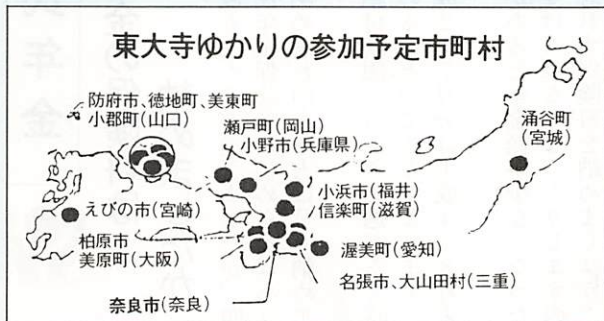 東大寺ゆかりの参加予定市町村
防府市、徳地町、美東町
小郡町(山口)
瀬戸町(岡山)
小野市(兵庫県)
涌谷町
(宮城)
小浜市(福井)
信楽町(滋賀)
えびの市(宮崎)
柏原市
美原町(大阪)
渥美町(愛知)
名張市、大山田村(三重)
奈良市(奈良)